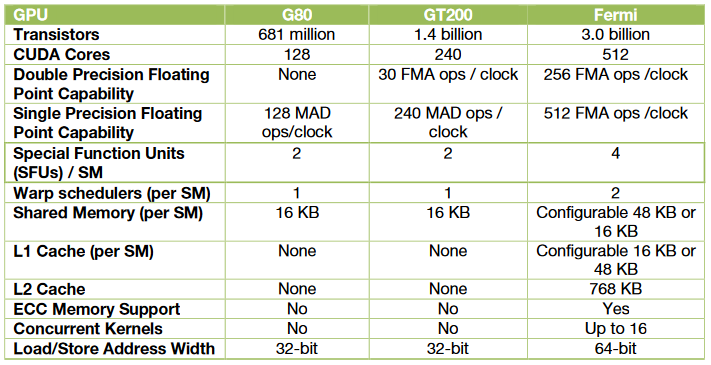 GPU G80 GT200 Fermi
Transistors 681 million 1.4 billion 3.0 billion
CUDA Cores 128 240 512
Double Precision Floating None 30 FMA ops / clock 256 FMA ops /clock
Point Capability
Single Precision Floating 128 MAD 240 MAD ops / 512 FMA ops /clock
Point Capability ops/clock clock
Special Function Units 2 2 4
(SFUs) / SM
Warp schedulers (per SM) 1 1 2
Shared Memory (per SM) 16 KB 16 KB Configurable 48 KB or
16 KB
L1 Cache (per SM) None None Configurable 16 KB or
48 KB
L2 Cache None None 768 KB
ECC Memory Support No No Yes
Concurrent Kernels No No Up to 16
Load/Store Address Width 32-bit 32-bit 64-bit